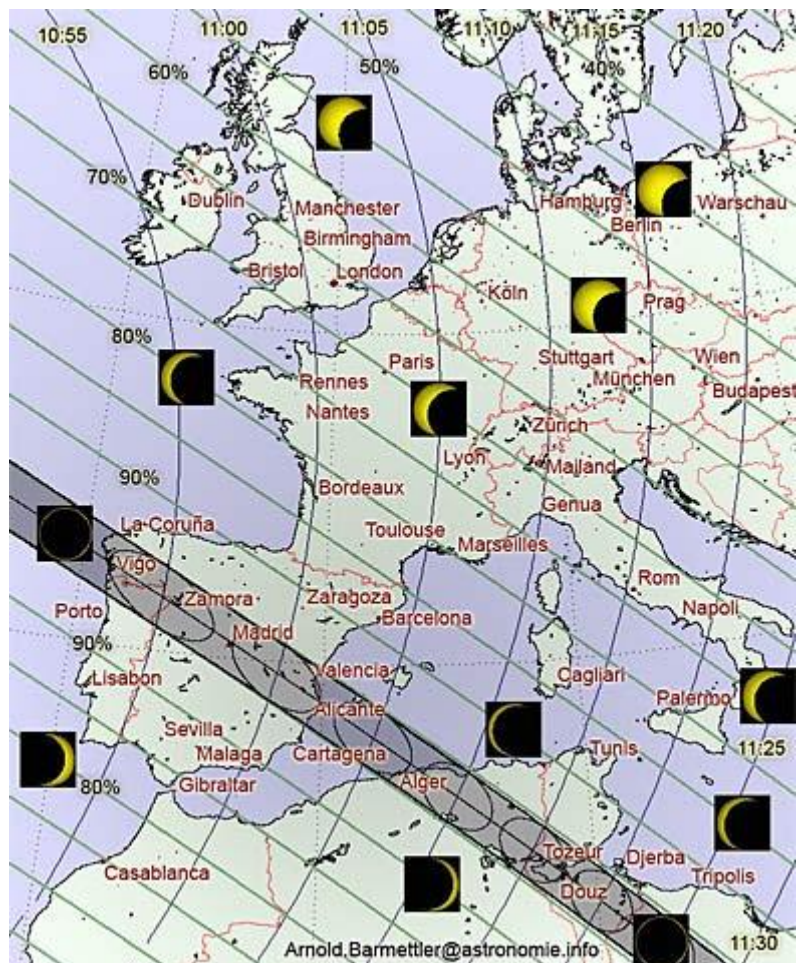 10:55
11:00
11:05
11:10
11:15
11:20
60%
50%
40%
70%
Dublin
Manchester
Hamburg
Warschau
Berlin
Birmingham
Bristol
London
Köln
Prag
80%
Paris
Stuttgart
Wien
Rennes
München
Budapest
Nantes
Zürich
Lyon
Mailand
90%
Bordeaux
Genua
La Coruña
Toulouse
Marseilles
Vigo
Rom
Porto
Zamora
Zaragoza
Napoli
Barcelona
Madrid
90%
Lisabon
Valencia
Cagliari
Palermo
Alicante
Sevilla
Malaga
Cartagena
Tunis
11:25
Gibraltar
Alger
80%
Tozeur
Djerba
Casablanca
Tripolis
Douz
Arnold.Barmettler@astronomie.info
11:30